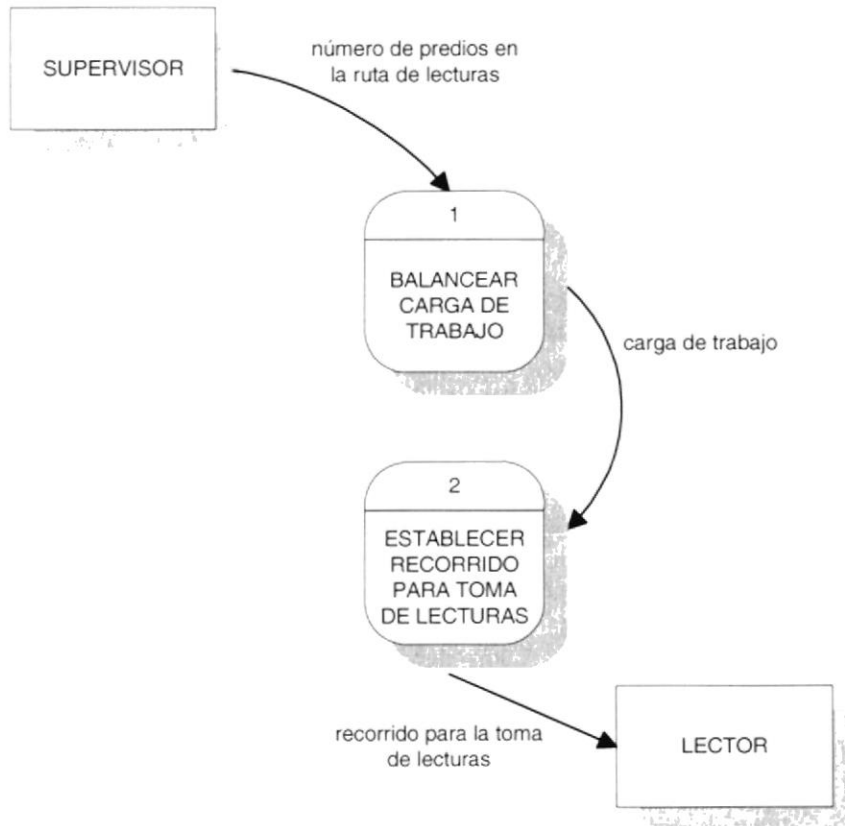 SUPERVISOR
número de predios en
la ruta de lecturas
1
BALANCEAR
CARGA DE
TRABAJO
carga de trabajo
2
ESTABLECER
RECORRIDO
PARA TOMA
DE LECTURAS
recorrido para la toma
de lecturas
LECTOR